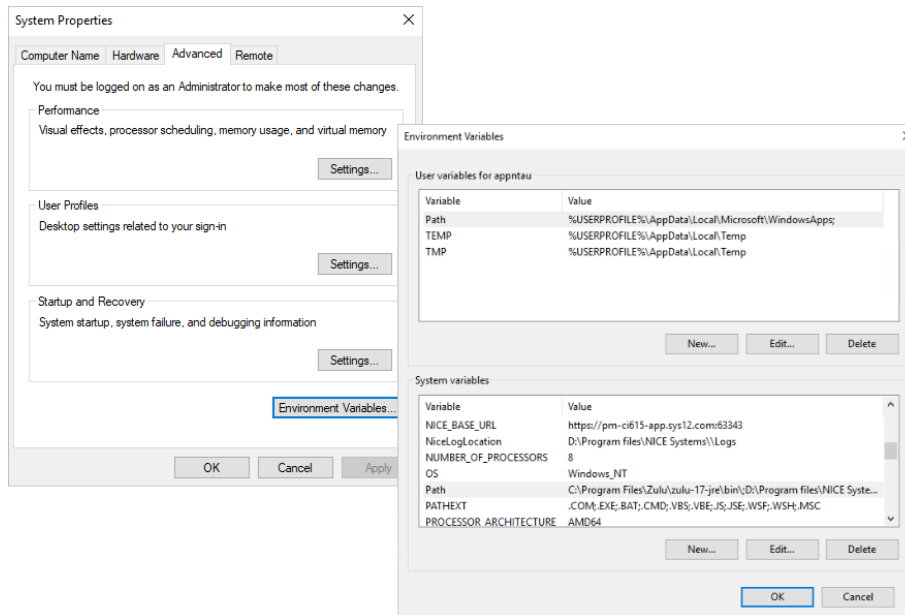 System Properties
Computer Name Hardware Advanced Remote
You must be logged on as an Administrator to make most of these changes.
Performance
Visual effects, processor scheduling, memory usage, and virtual memory
Settings...
User Profiles
Desktop settings related to your sign-in
Settings...
Startup and Recovery
System startup, system failure, and debugging information
Settings...
Environment Variables...
OK Cancel Apply
Environment Variables
User variables for appntau
Variable Value
Path %USERPROFILE%\AppData\Local\Microsoft\WindowsApps;
TEMP %USERPROFILE%\AppData\Local\Temp
TMP %USERPROFILE%\AppData\Local\Temp
New... Edit... Delete
System variables
Variable Value
NICE_BASE_URL https://pm-ci615-app.sys12.com:63343
NiceLogLocation D:\Program files\NICE Systems\\Logs
NUMBER_OF_PROCESSORS 8
OS Windows_NT
Path C:\Program Files\Zulu\zulu-17-jre\bin\;D:\Program files\NICE Syste...
PATHEXT .COM;.EXE;.BAT;.CMD;.VBS;.VBE;.JS;.JSE;.WSF;.WSH;.MSC
PROCESSOR_ARCHITECTURE AMD64
New... Edit... Delete
OK Cancel